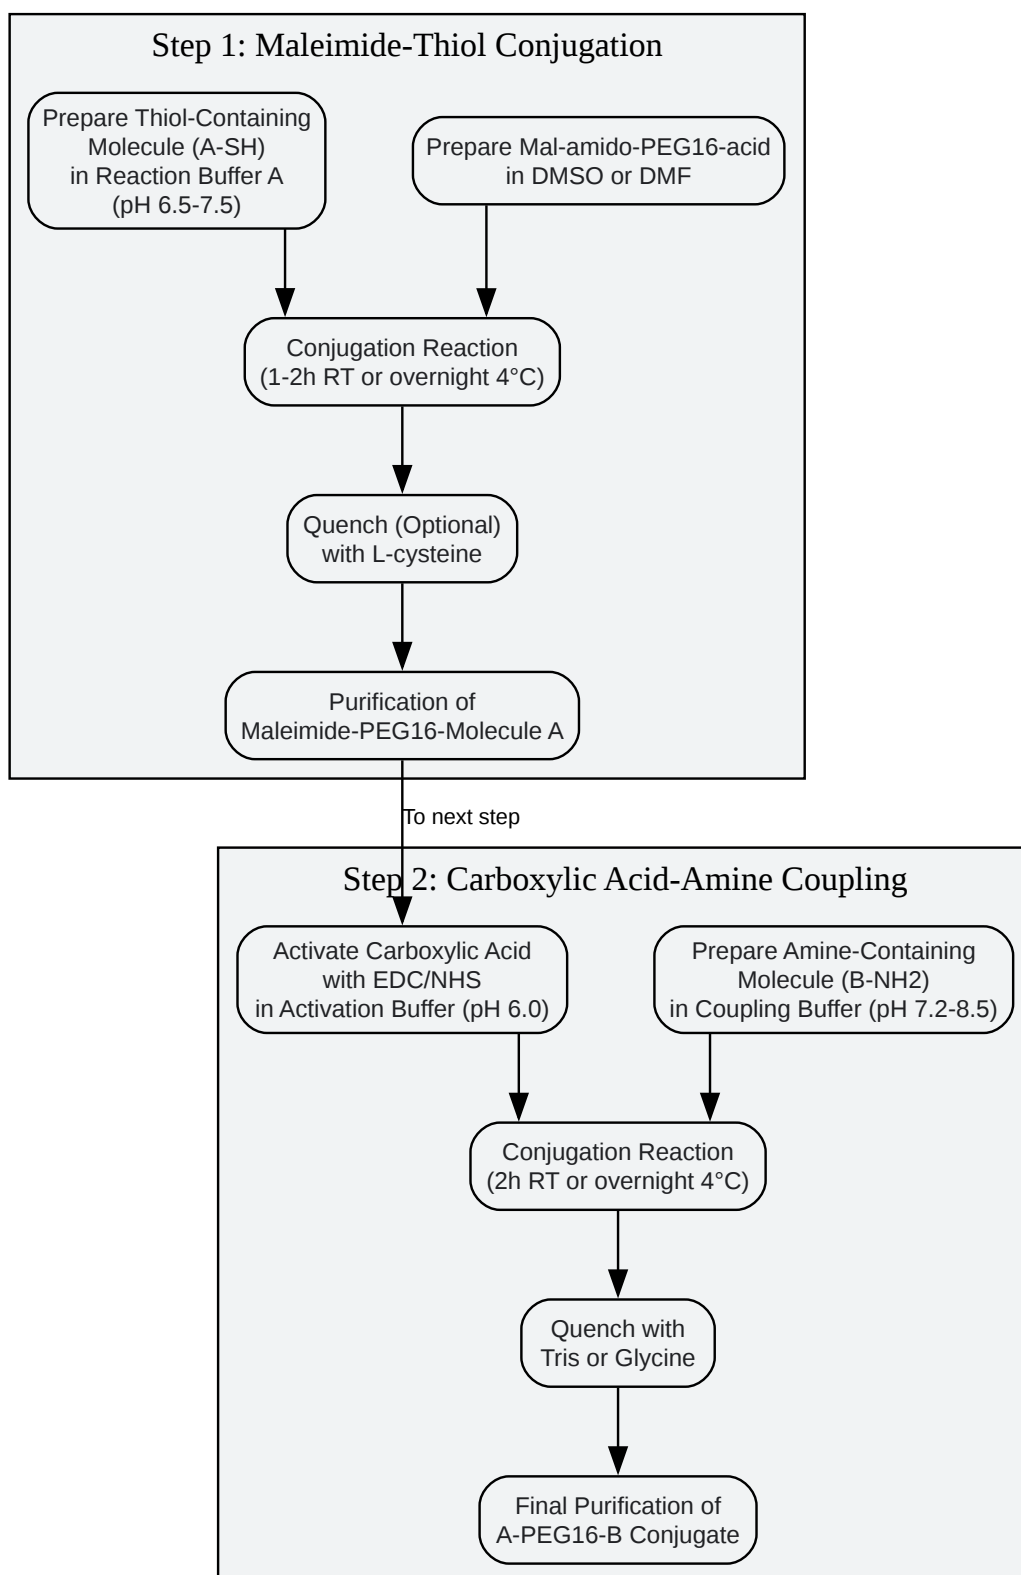 Step 1: Maleimide-Thiol Conjugation
Prepare Thiol-Containing
Molecule (A-SH)
in Reaction Buffer A
(pH 6.5-7.5)
Prepare Mal-amido-PEG16-acid
in DMSO or DMF
Conjugation Reaction
(1-2h RT or overnight 4°C)
Quench (Optional)
with L-cysteine
Purification of
Maleimide-PEG16-Molecule A
To next step
Step 2: Carboxylic Acid-Amine Coupling
Activate Carboxylic Acid
with EDC/NHS
in Activation Buffer (pH 6.0)
Prepare Amine-Containing
Molecule (B-NH2)
in Coupling Buffer (pH 7.2-8.5)
Conjugation Reaction
(2h RT or overnight 4°C)
Quench with
Tris or Glycine
Final Purification of
A-PEG16-B Conjugate